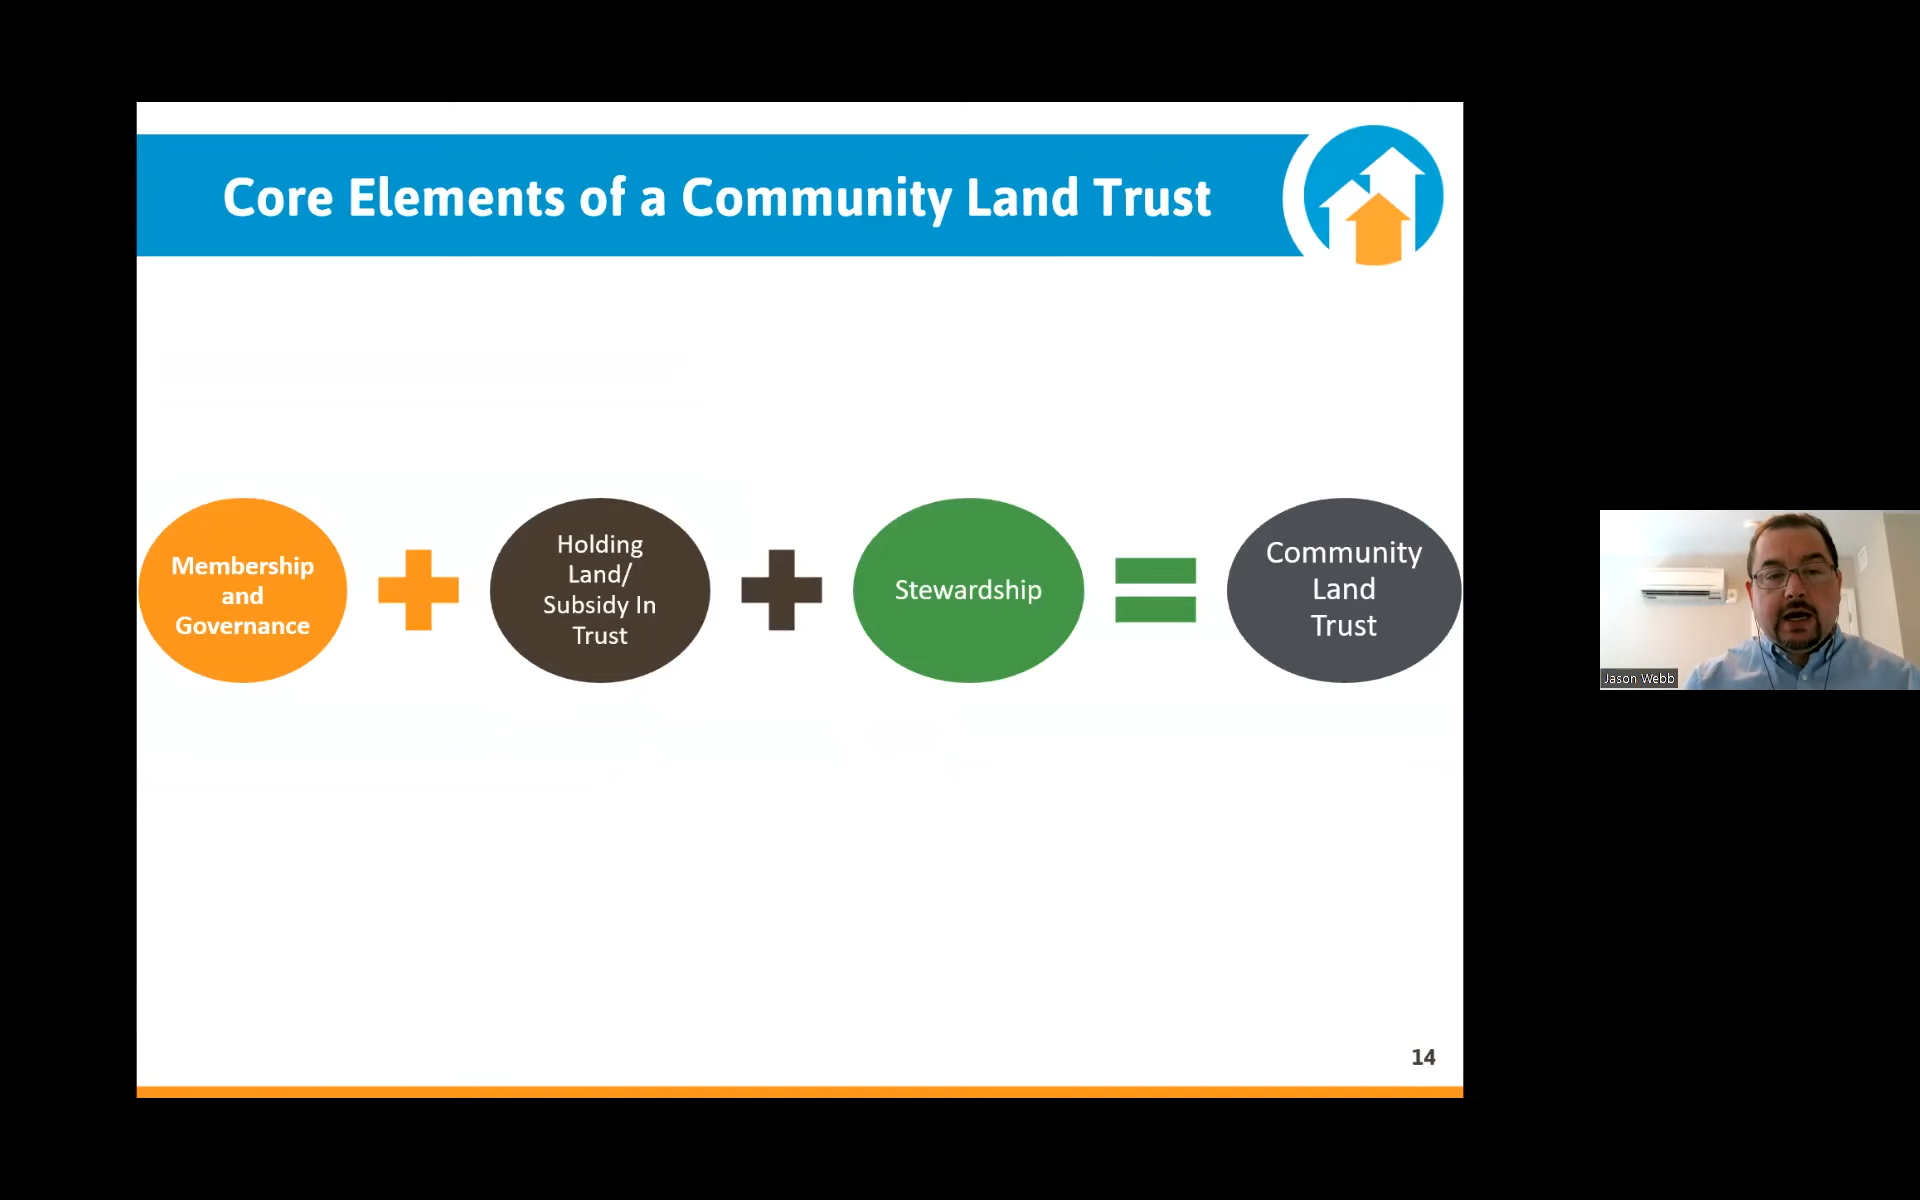 Core Elements of a Community Land Trust
Membership
and
Governance
Holding
Land/
Subsidy In
Trust
Stewardship
Community
Land
Trust
14
Jason Webb